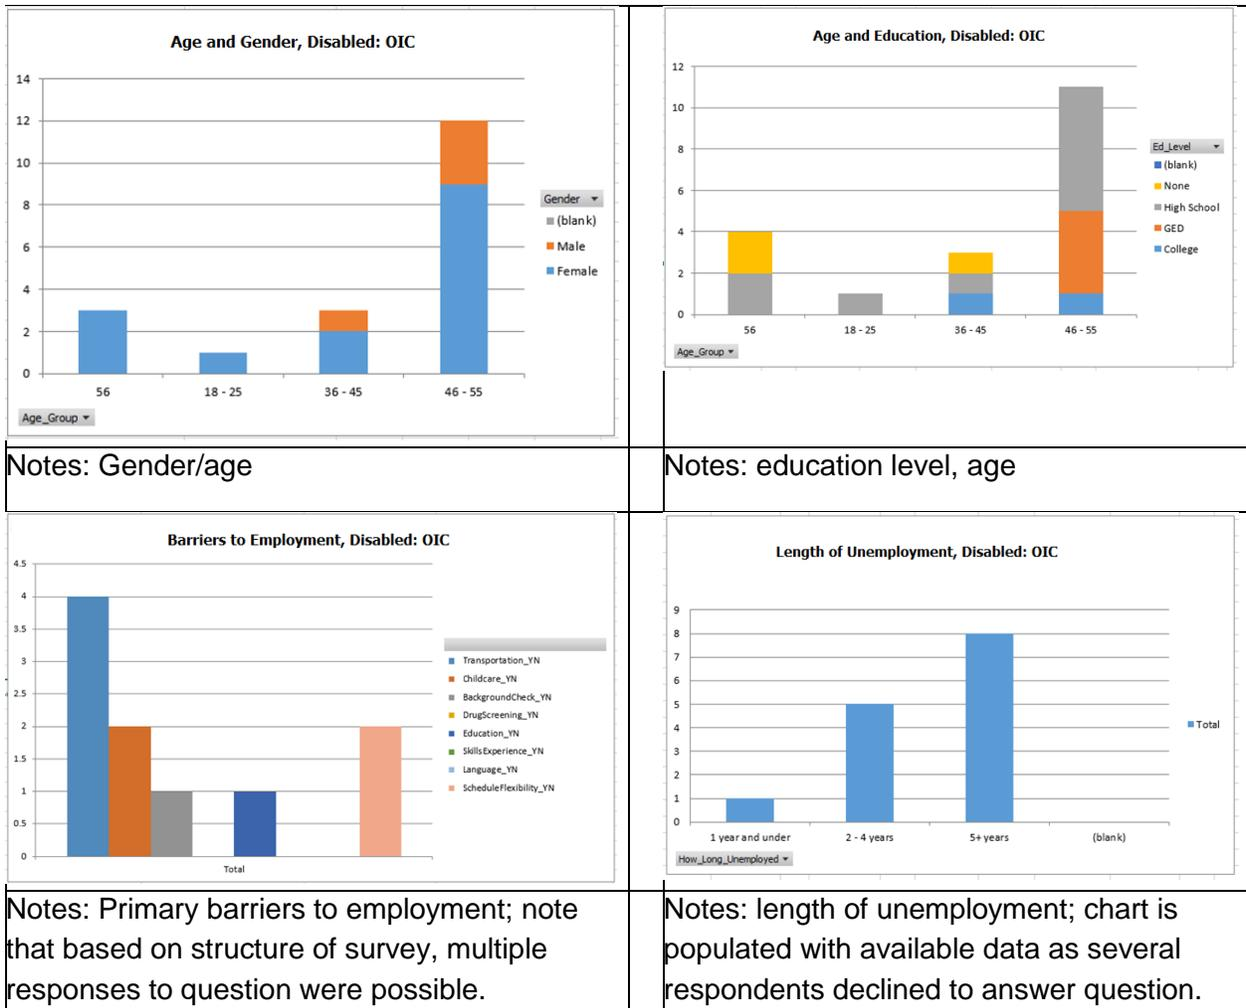 Age and Gender, Disabled: OIC
14
12
10
8
6
4
2
0
56
18 - 25
36 - 45
46 - 55
Gender
(blank)
Male
Female
Age_Group
Age and Education, Disabled: OIC
12
10
8
6
4
2
0
56
18 - 25
36 - 45
46 - 55
Ed_Level
(blank)
None
High School
GED
College
Age_Group
Notes: Gender/age
Notes: education level, age
Barriers to Employment, Disabled: OIC
4.5
4
3.5
3
2.5
2
1.5
1
0.5
0
Total
Transportation_YN
Childcare_YN
BackgroundCheck_YN
DrugScreening_YN
Education_YN
SkillsExperience_YN
Language_YN
ScheduleFlexibility_YN
Length of Unemployment, Disabled: OIC
9
8
7
6
5
4
3
2
1
0
1 year and under
2 - 4 years
5+ years
(blank)
Total
How_Long_Unemployed
Notes: Primary barriers to employment; note
that based on structure of survey, multiple
responses to question were possible.
Notes: length of unemployment; chart is
populated with available data as several
respondents declined to answer question.